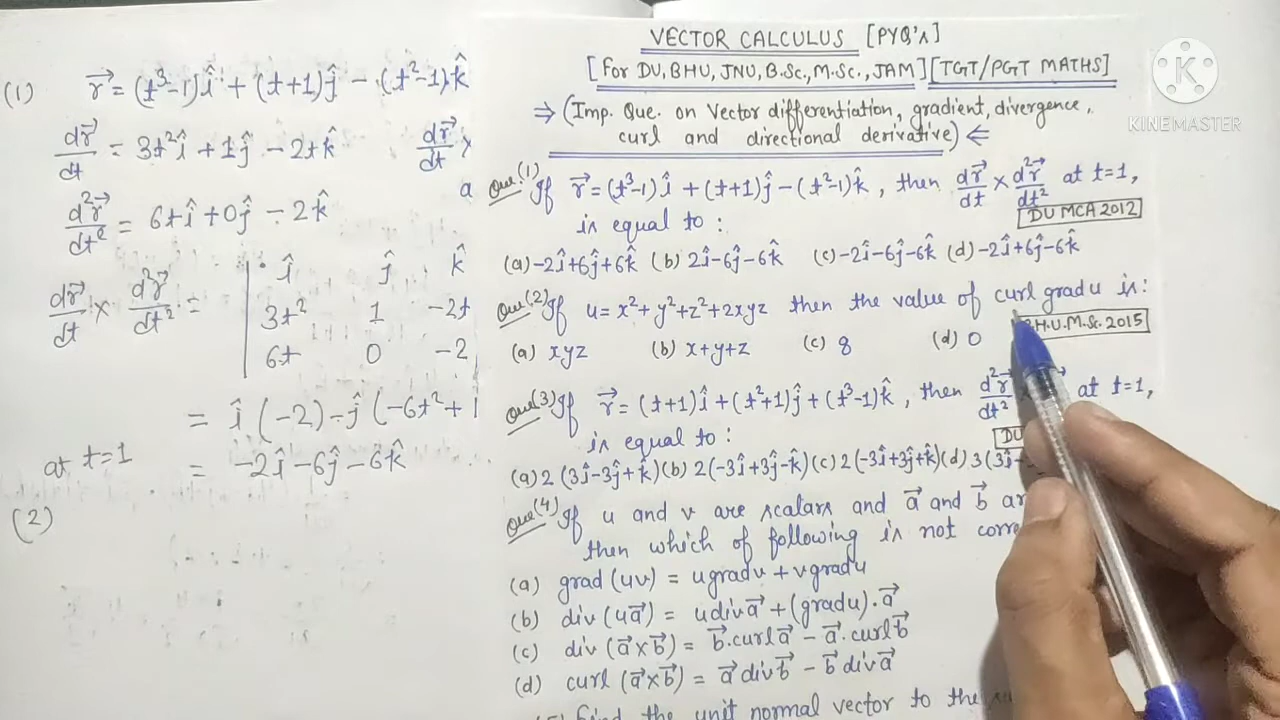 (1) r⃗ = (t³-1)î + (t+1)ĵ - (t²-1)k̂
dr⃗/dt = 3t²î + 1ĵ - 2tk̂ dr⃗/dt ×
d²r⃗/dt² = 6tî + 0ĵ - 2k̂ a
dr⃗/dt × d²r⃗/dt² = | î ĵ k̂
3t² 1 -2t
6t 0 -2
= î (-2) - ĵ (-6t² + 1
at t=1 = -2î - 6ĵ - 6k̂
(2)
VECTOR CALCULUS [PYQ's]
[For DU, BHU, JNU, B.Sc., M.Sc., JAM] [TGT/PGT MATHS]
⇒ (Imp. Que. on Vector differentiation, gradient, divergence,
curl and directional derivative) ⇐
Que.(1) If r⃗ = (t³-1)î + (t+1)ĵ - (t²-1)k̂, then dr⃗/dt × d²r⃗/dt² at t=1,
is equal to: DU MCA 2012
(a) -2î+6ĵ+6k̂ (b) 2î-6ĵ-6k̂ (c) -2î-6ĵ-6k̂ (d) -2î+6ĵ-6k̂
Que.(2) If u = x² + y² + z² + 2xyz then the value of curl grad u is:
.H.U. M.Sc. 2015
(a) xyz (b) x+y+z (c) 8 (d) 0
Que.(3) If r⃗ = (t+1)î + (t²+1)ĵ + (t³-1)k̂, then d²r⃗/dt² at t=1,
is equal to: DU
(a) 2(3î-3ĵ+k̂) (b) 2(-3î+3ĵ-k̂) (c) 2(-3î+3ĵ+k̂) (d) 3(3î-
Que.(4) If u and v are scalars and a⃗ and b⃗ ar
then which of following is not corre
(a) grad (uv) = u grad v + v grad u
(b) div (ua⃗) = u div a⃗ + (grad u). a⃗
(c) div (a⃗×b⃗) = b⃗. curl a⃗ - a⃗. curl b⃗
(d) curl (a⃗×b⃗) = a⃗ div b⃗ - b⃗ div a⃗
(5) Find the unit normal vector to the
K
KINEMASTER